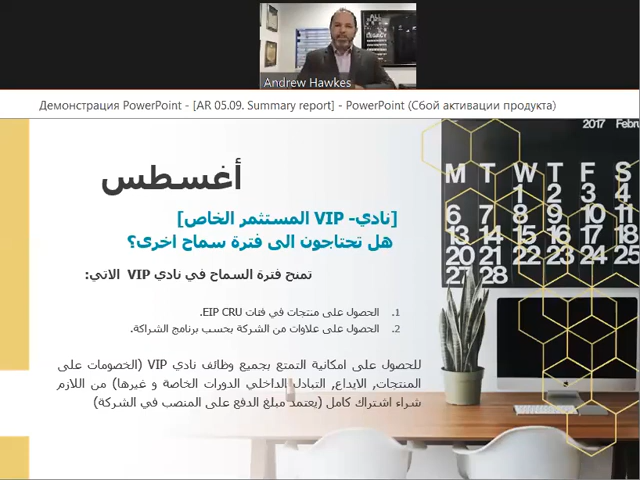 LEGACY
Andrew Hawkes
Демонстрация PowerPoint - [AR 05.09. Summary report] - PowerPoint (Сбой активации продукта)
2017 Febru
M T W T F S
1 2 3 4
6 7 8 9 10 11
13 14 15 16 17 18
20 21 22 23 24 25
27 28
أغسطس
[نادي- VIP المستثمر الخاص]
هل تحتاجون الى فترة سماح اخرى؟
تمنح فترة السماح في نادي VIP الاتي:
1. الحصول على منتجات في فئات EIP CRU.
2. الحصول على علاوات من الشركة بحسب برنامج الشراكة.
للحصول على امكانية التمتع بجميع وظائف نادي VIP (الخصومات على
المنتجات, الايداع, التبادل الداخلي الدورات الخاصة و غيرها) من اللازم
شراء اشتراك كامل (يعتمد مبلغ الدفع على المنصب في الشركة)